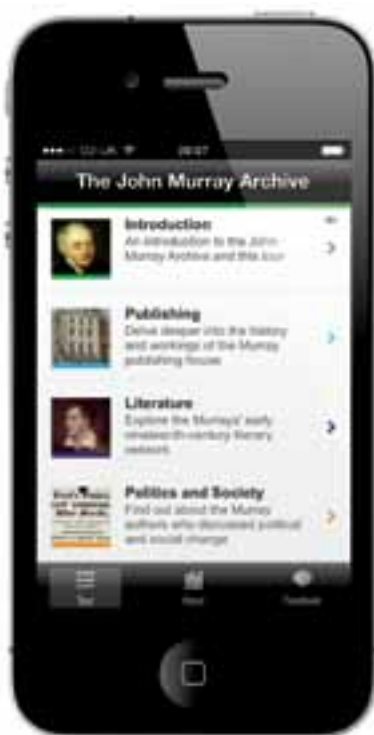 The John Murray Archive
Introduction
An introduction to the John
Murray Archive and this tour
Publishing
Delve deeper into the history
and workings of the Murray
publishing house
Literature
Explore the Murrays' early
nineteenth-century literary
network
Politics and Society
Find out about the Murray
authors who discussed political
and social change